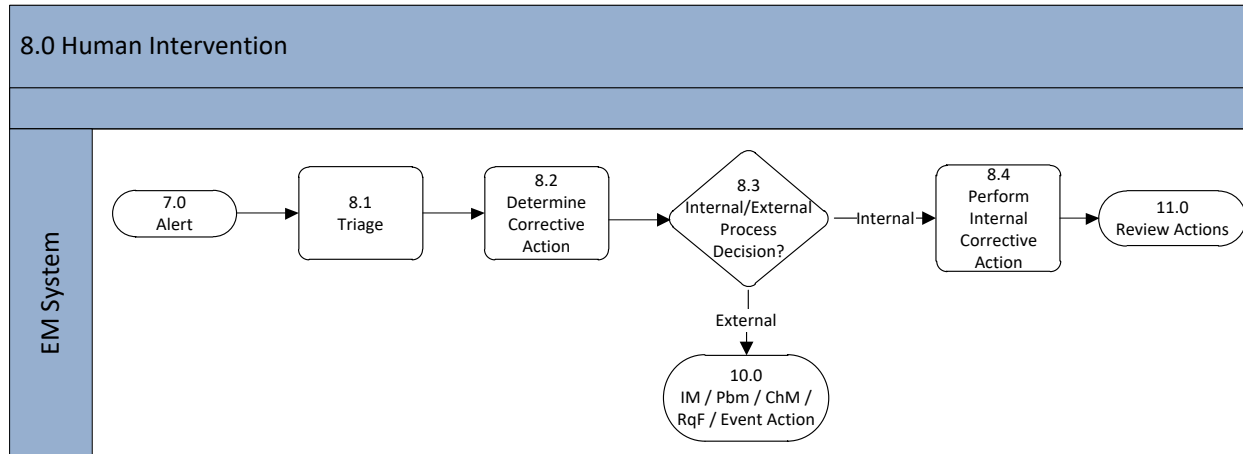 8.0 Human Intervention
EM System
7.0
Alert
8.1
Triage
8.2
Determine
Corrective
Action
8.3
Internal/External
Process
Decision?
Internal
8.4
Perform
Internal
Corrective
Action
11.0
Review Actions
External
10.0
IM / Pbm / ChM /
RqF / Event Action